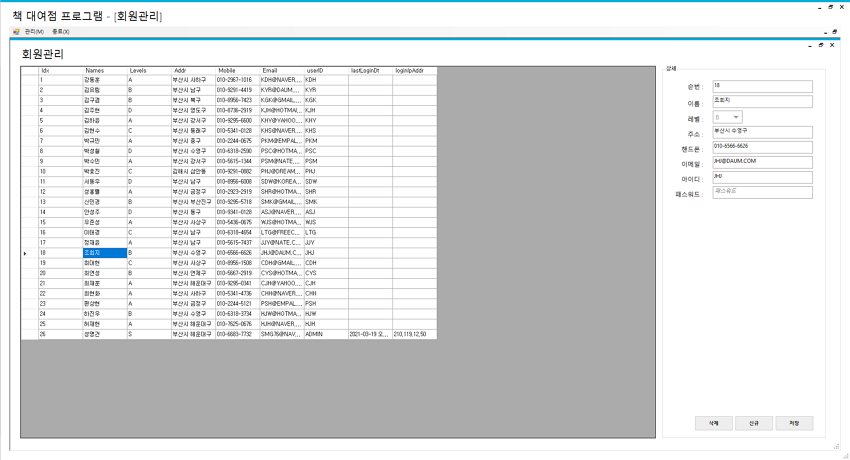 책 대여점 프로그램 - [회원관리]
관리(M) 종료(X)
회원관리
Idx Names Levels Addr Mobile Email userID lastLoginDt loginIpAddr
1 강동훈 A 부산시 사하구 010-2967-1016 KDH@NAVER,... KDH
2 김유림 B 부산시 남구 010-9291-4419 KYR@DAUM,... KYR
3 김구겸 B 부산시 북구 010-8956-7423 KGK@GMAIL,... KGK
4 김주현 D 부산시 영도구 010-8736-2919 KJH@HOTMA... KJH
5 김하음 A 부산시 강서구 010-9295-6600 KHY@YAHOO,... KHY
6 김현수 C 부산시 동래구 010-5341-0128 KHS@NAVER,... KHS
7 박규민 A 부산시 중구 010-2244-0675 PKM@EMPAL... PKM
8 박성철 D 부산시 수영구 010-6318-2590 PSC@HOTMA... PSC
9 박수민 A 부산시 강서구 010-5615-1344 PSM@NATE,... PSM
10 박호진 C 김해시 삼안동 010-9291-0882 PHJ@DREAM,... PHJ
11 서동우 D 부산시 남구 010-8956-6008 SDW@KOREA... SDW
12 성홍렬 A 부산시 금정구 010-2923-2919 SHR@HOTMA... SHR
13 신민경 B 부산시 부산진구 010-9295-5718 SMK@GMAIL,... SMK
14 안성주 D 부산시 동구 010-9341-0128 ASJ@NAVER,... ASJ
15 우준성 A 부산시 사상구 010-5436-0675 WJS@HOTMA... WJS
16 이태경 C 부산시 남구 010-6318-4654 LTG@FREEC,... LTG
17 정재음 A 부산시 남구 010-5615-7437 JJY@NATE,C... JJY
18 조희지 B 부산시 수영구 010-6566-6626 JHJ@DAUM,C... JHJ
19 최대현 C 부산시 사상구 010-8956-1508 CDH@GMAIL,... CDH
20 최연성 B 부산시 연제구 010-5667-2919 CYS@HOTMA... CYS
21 최재훈 A 부산시 해운대구 010-9295-0341 CJH@YAHOO,... CJH
22 최현화 A 부산시 사하구 010-5341-4736 CHH@NAVER,... CHH
23 편상현 A 부산시 금정구 010-2244-5121 PSH@EMPAL... PSH
24 하진우 B 부산시 수영구 010-6318-3734 HJW@HOTMA... HJW
25 허재현 A 부산시 해운대구 010-7625-0676 HJH@NAVER,... HJH
26 성명건 S 부산시 해운대구 010-6683-7732 SMG76@NAV... ADMIN 2021-03-19 오... 210,119,12,50
상세
순번 : 18
이름 : 조희지
레벨 : B
주소 : 부산시 수영구
핸드폰 : 010-6566-6626
이메일 : JHJ@DAUM.COM
아이디 : JHJ
패스워드 : 패스워드
삭제 신규 저장